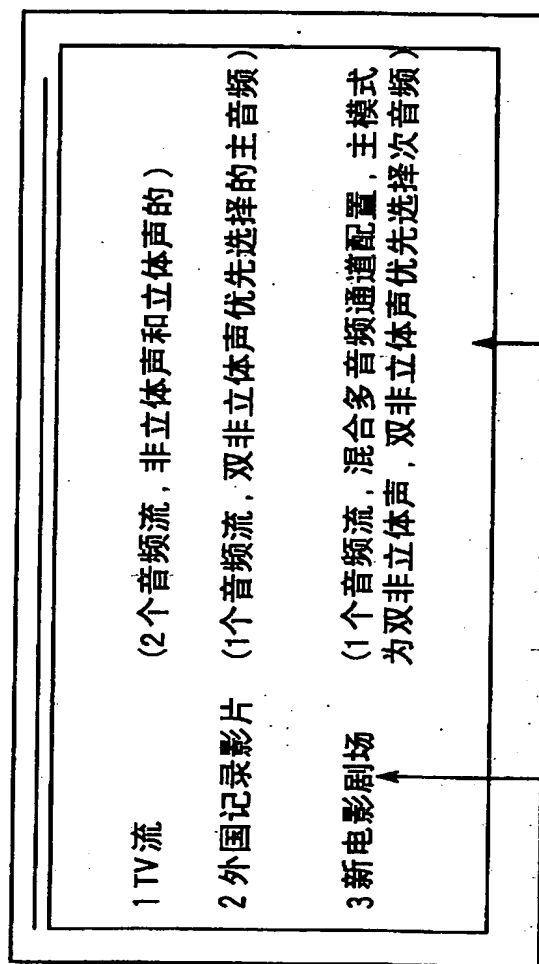 1 TV流 (2个音频流，非立体声和立体声的)
2 外国记录影片 (1个音频流，双非立体声优先选择的主音频)
3 新电影剧场 (1个音频流，混合多音频通道配置，主模式
为双非立体声，双非立体声优先选择次音频)